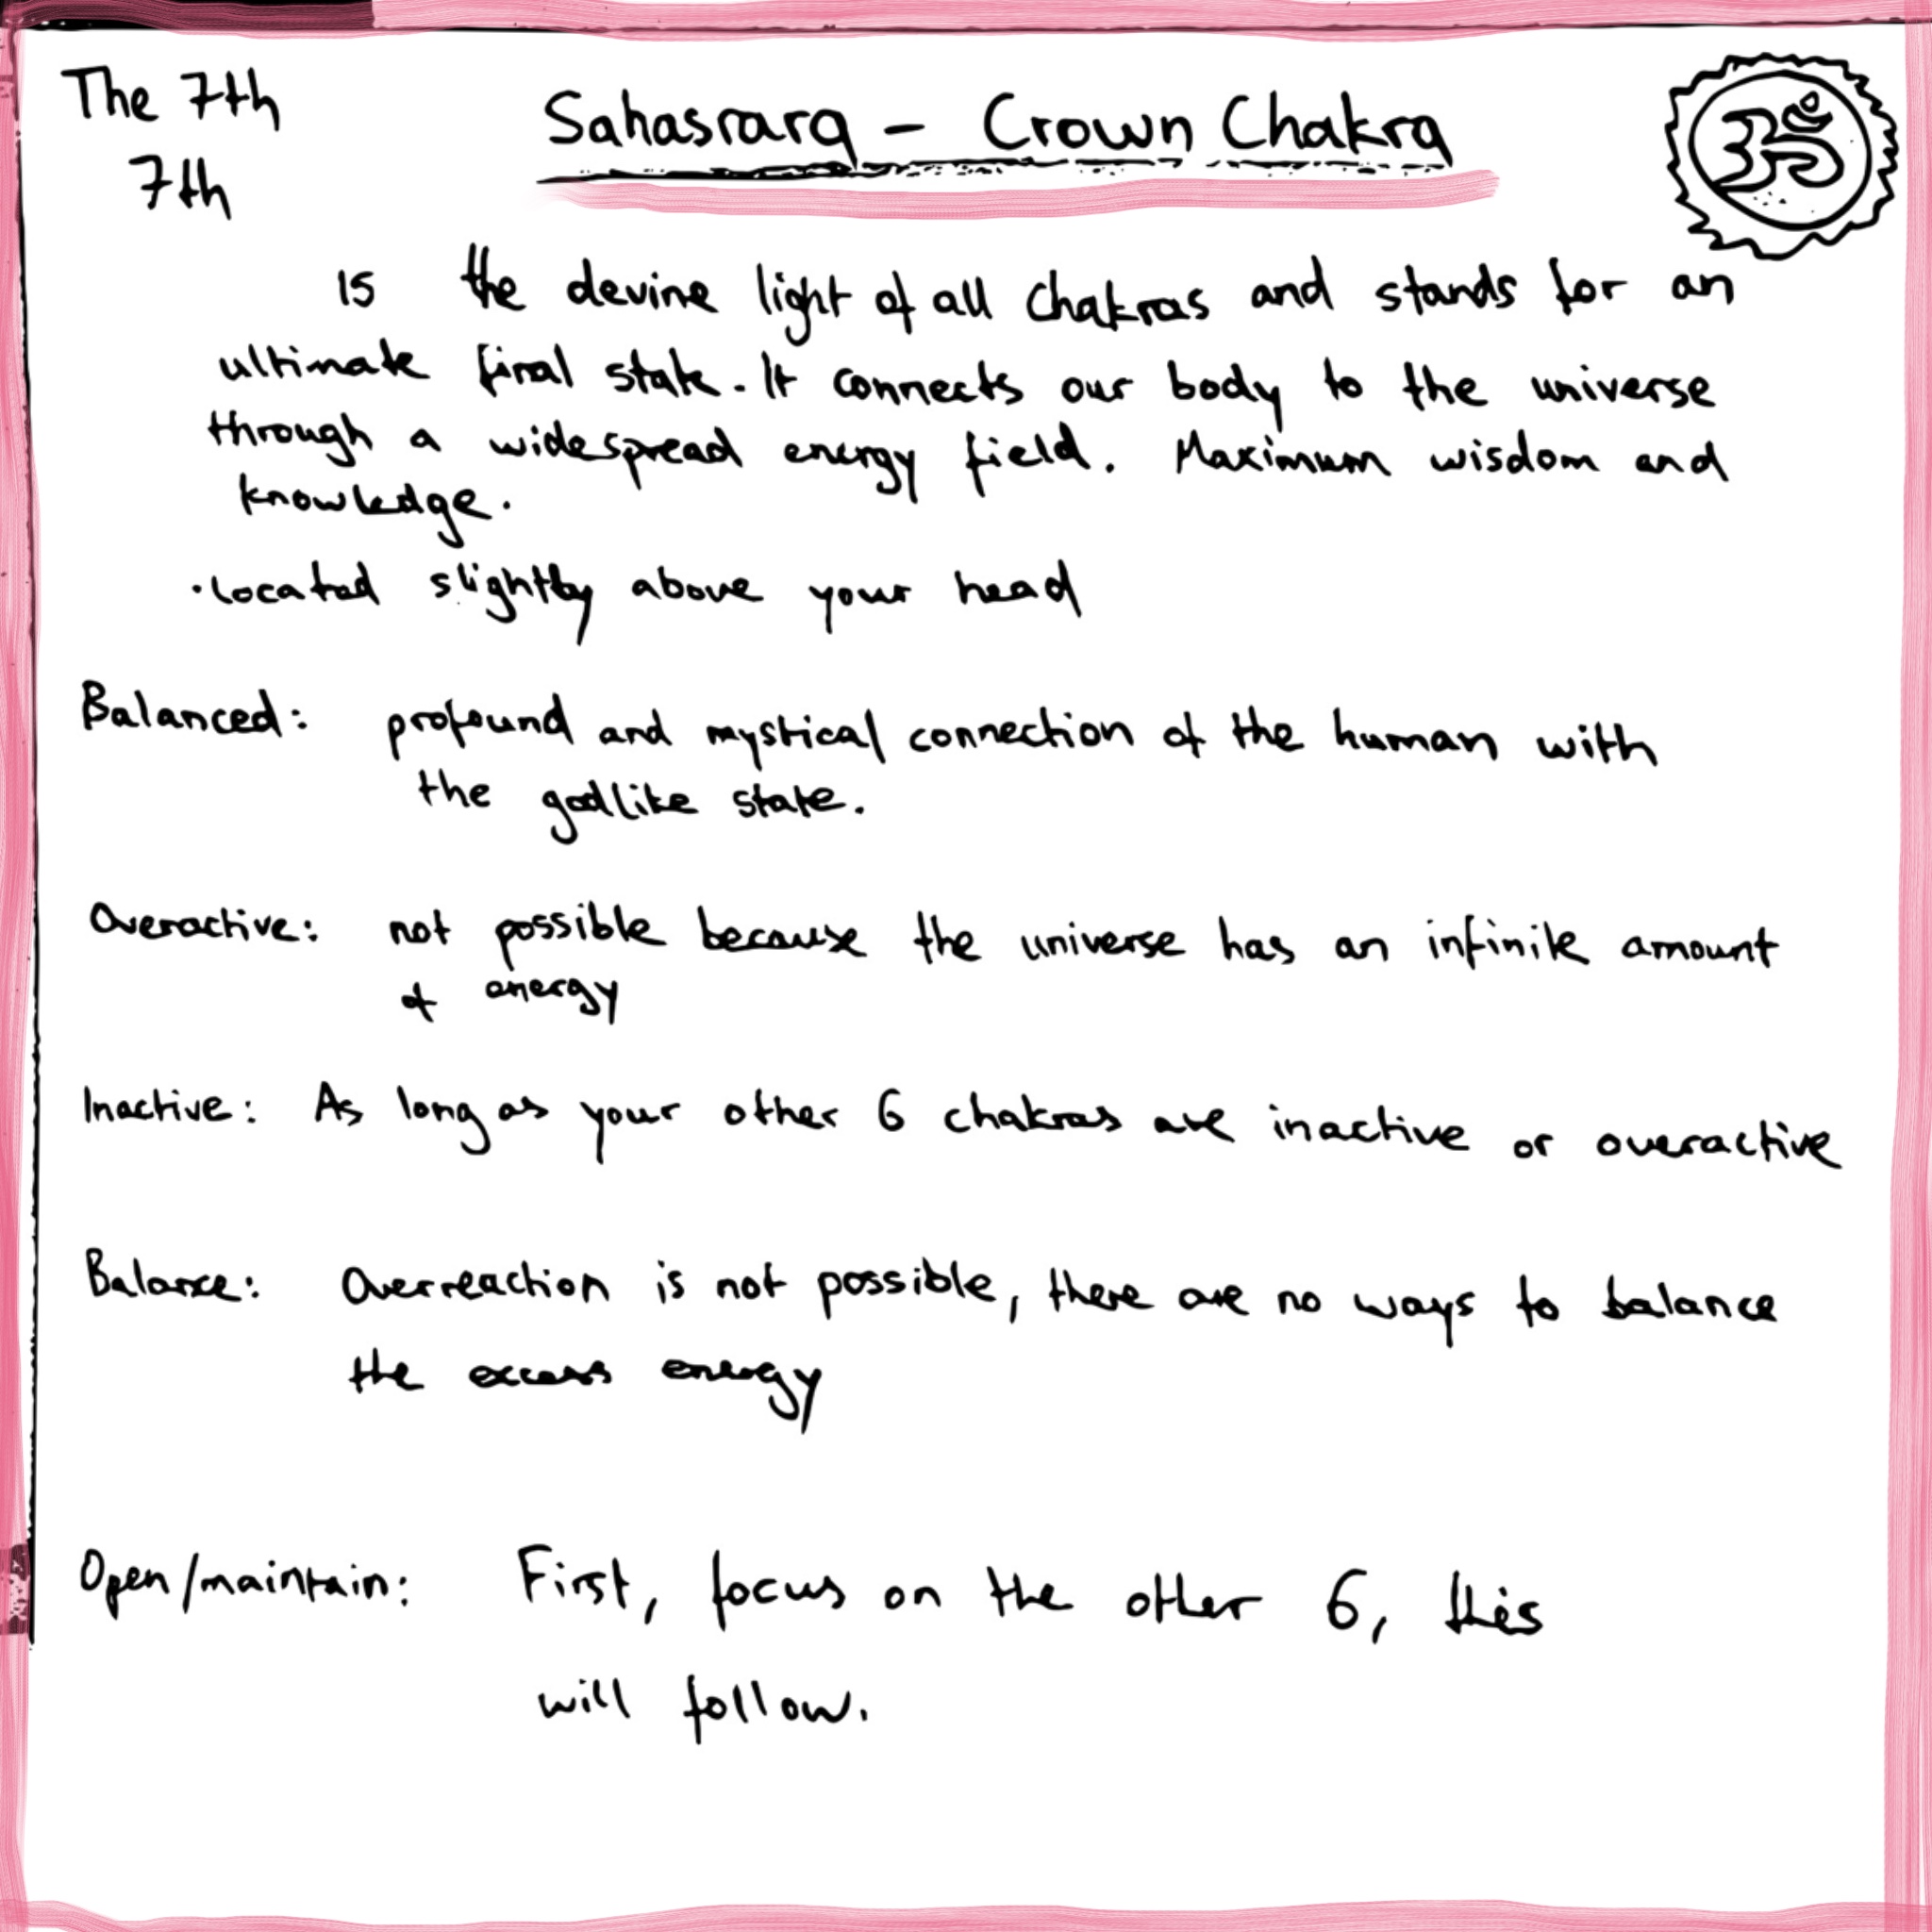 The 7th
7th
Sahasrara - Crown Chakra
ॐ
is the devine light of all chakras and stands for an
ultimate final state. It connects our body to the universe
through a widespread energy field. Maximum wisdom and
knowledge.
• Located slightly above your head
Balanced: profound and mystical connection of the human with
the godlike state.
Overactive: not possible because the universe has an infinite amount
of energy
Inactive: As long as your other 6 chakras are inactive or overactive
Balance: Overreaction is not possible, there are no ways to balance
the excess energy
Open/maintain: First, focus on the other 6, this
will follow.